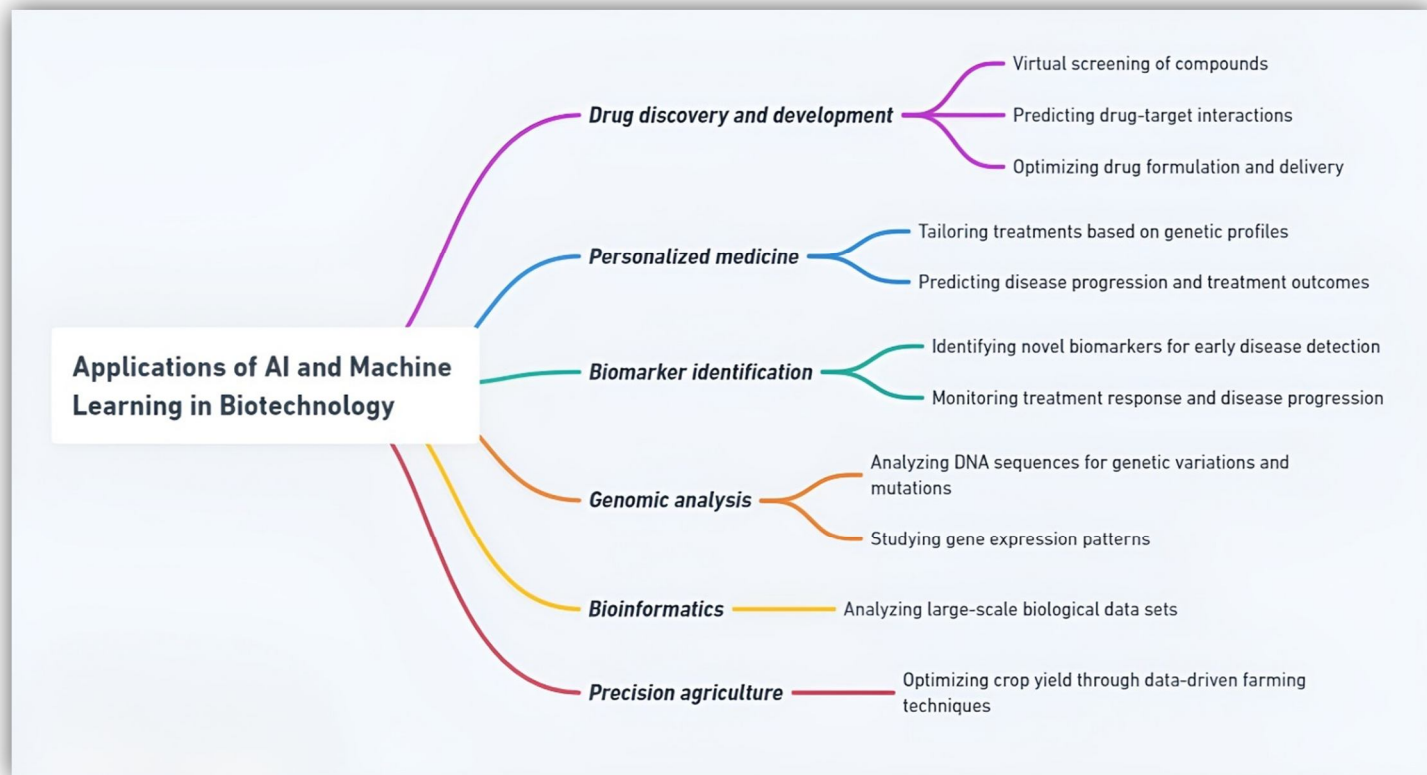 Applications of AI and Machine
Learning in Biotechnology
Drug discovery and development
Virtual screening of compounds
Predicting drug-target interactions
Optimizing drug formulation and delivery
Personalized medicine
Tailoring treatments based on genetic profiles
Predicting disease progression and treatment outcomes
Biomarker identification
Identifying novel biomarkers for early disease detection
Monitoring treatment response and disease progression
Genomic analysis
Analyzing DNA sequences for genetic variations and
mutations
Studying gene expression patterns
Bioinformatics
Analyzing large-scale biological data sets
Precision agriculture
Optimizing crop yield through data-driven farming
techniques